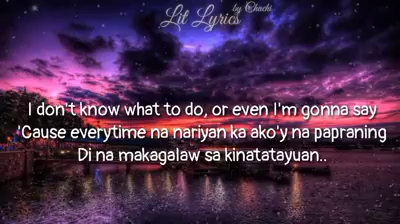 Lit Lyrics
by Chachi
I don't know what to do, or even I'm gonna say
'Cause everytime na nariyan ka ako'y na papraning
Di na makagalaw sa kinatatayuan..